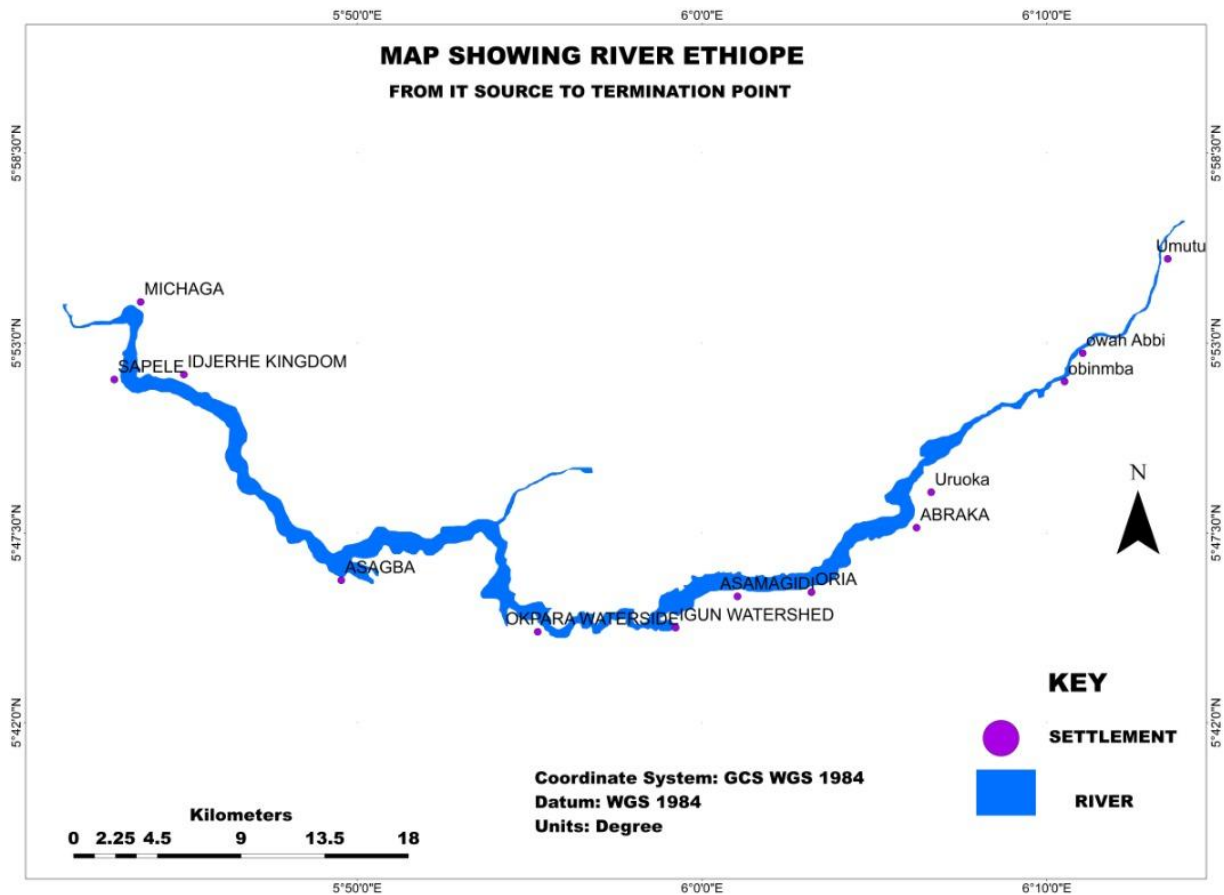 5°50'0"E
6°0'0"E
6°10'0"E
MAP SHOWING RIVER ETHIOPE
FROM IT SOURCE TO TERMINATION POINT
5°58'30"N
5°58'30"N
Umutu
MICHAGA
5°53'0"N
5°53'0"N
owah Abbi
SAPELE
IDJERHE KINGDOM
obinmba
Uruoka
N
ABRAKA
5°47'30"N
5°47'30"N
ASAGBA
ASAMAGIDI
ORIA
OKPARA WATERSIDE
IGUN WATERSHED
KEY
5°42'0"N
5°42'0"N
SETTLEMENT
Coordinate System: GCS WGS 1984
Datum: WGS 1984
Units: Degree
RIVER
Kilometers
0 2.25 4.5 9 13.5 18
5°50'0"E
6°0'0"E
6°10'0"E